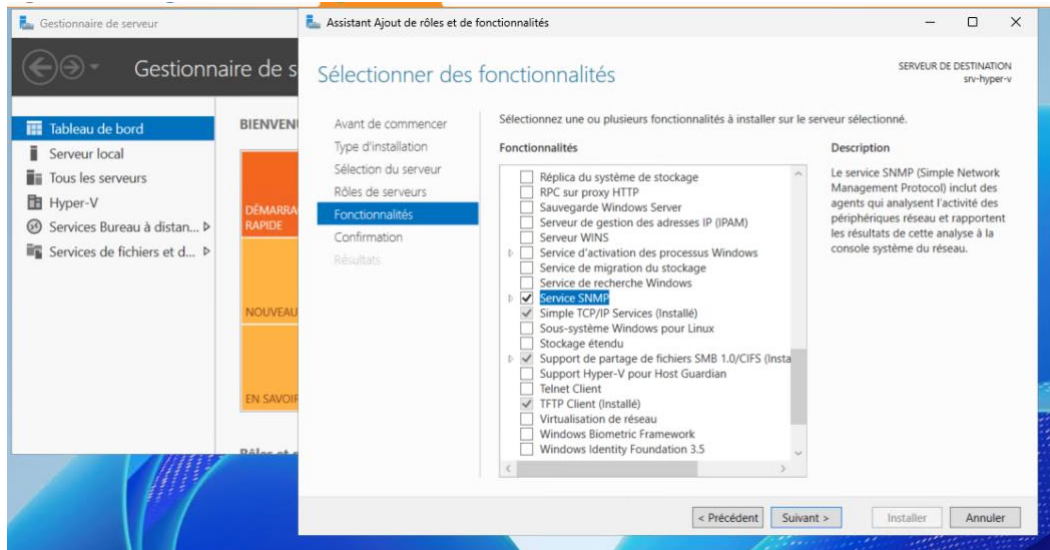 Gestionnaire de serveur
Gestionnaire de s
Tableau de bord
Serveur local
Tous les serveurs
Hyper-V
Services Bureau à distan...
Services de fichiers et d...
BIENVEN
DÉMARRA
RAPIDE
NOUVEAU
EN SAVOIR
Assistant Ajout de rôles et de fonctionnalités
Sélectionner des fonctionnalités
SERVEUR DE DESTINATION
srv-hyper-v
Avant de commencer
Type d'installation
Sélection du serveur
Rôles de serveurs
Fonctionnalités
Confirmation
Résultats
Sélectionnez une ou plusieurs fonctionnalités à installer sur le serveur sélectionné.
Fonctionnalités
Réplica du système de stockage
RPC sur proxy HTTP
Sauvegarde Windows Server
Serveur de gestion des adresses IP (IPAM)
Serveur WINS
Service d'activation des processus Windows
Service de migration du stockage
Service de recherche Windows
Service SNMP
Simple TCP/IP Services (Installé)
Sous-système Windows pour Linux
Stockage étendu
Support de partage de fichiers SMB 1.0/CIFS (Insta
Support Hyper-V pour Host Guardian
Telnet Client
TFTP Client (Installé)
Virtualisation de réseau
Windows Biometric Framework
Windows Identity Foundation 3.5
Description
Le service SNMP (Simple Network
Management Protocol) inclut des
agents qui analysent l'activité des
périphériques réseau et rapportent
les résultats de cette analyse à la
console système du réseau.
< Précédent
Suivant >
Installer
Annuler